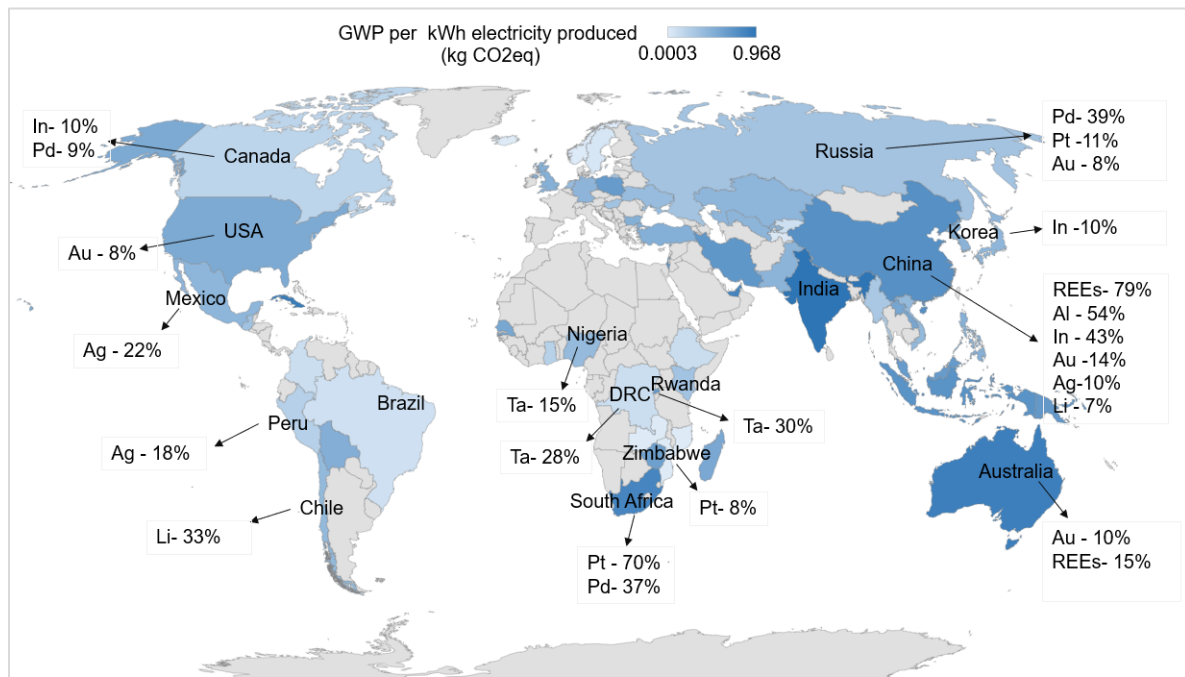 GWP per kWh electricity produced
(kg CO2eq)
0.0003 0.968
In- 10%
Pd- 9%
Canada
Russia
Pd- 39%
Pt -11%
Au - 8%
USA
Au - 8%
Korea
In -10%
China
India
REEs- 79%
Al - 54%
In - 43%
Au -14%
Ag-10%
Li - 7%
Mexico
Ag - 22%
Nigeria
Ta- 15%
Rwanda
DRC
Ta- 30%
Ta- 28%
Brazil
Peru
Ag - 18%
Zimbabwe
Pt- 8%
South Africa
Pt - 70%
Pd- 37%
Chile
Li- 33%
Australia
Au - 10%
REEs- 15%